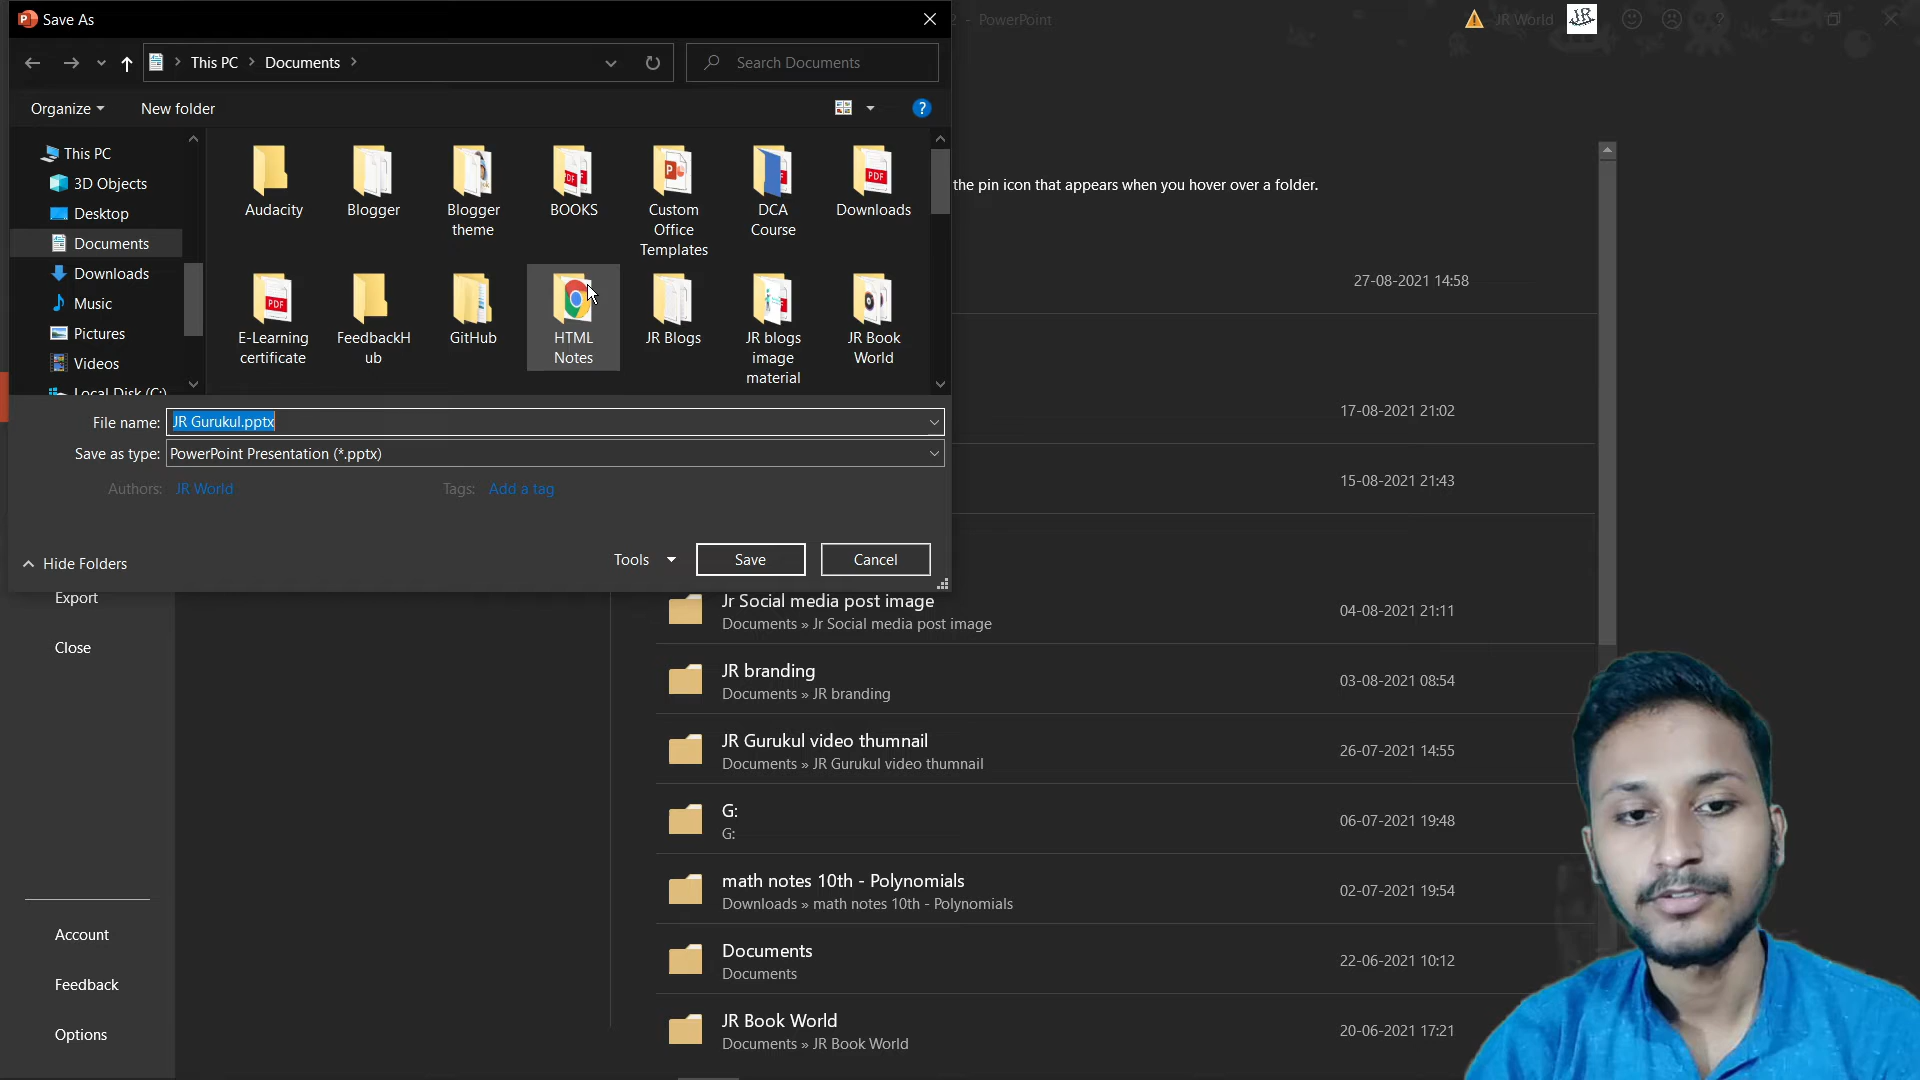 Save As
2 - PowerPoint
JR World
JR
This PC
Documents
Search Documents
Organize
New folder
This PC
3D Objects
Desktop
Documents
Downloads
Music
Pictures
Videos
Local Disk (C:)
Audacity
Blogger
Blogger
theme
BOOKS
Custom
Office
Templates
DCA
Course
Downloads
E-Learning
certificate
FeedbackH
ub
GitHub
HTML
Notes
JR Blogs
JR blogs
image
material
JR Book
World
the pin icon that appears when you hover over a folder.
27-08-2021 14:58
17-08-2021 21:02
15-08-2021 21:43
File name: JR Gurukul.pptx
Save as type: PowerPoint Presentation (*.pptx)
Authors: JR World
Tags: Add a tag
Hide Folders
Tools
Save
Cancel
Export
Close
Account
Feedback
Options
Jr Social media post image
Documents » Jr Social media post image
04-08-2021 21:11
JR branding
Documents » JR branding
03-08-2021 08:54
JR Gurukul video thumnail
Documents » JR Gurukul video thumnail
26-07-2021 14:55
G:
G:
06-07-2021 19:48
math notes 10th - Polynomials
Downloads » math notes 10th - Polynomials
02-07-2021 19:54
Documents
Documents
22-06-2021 10:12
JR Book World
Documents » JR Book World
20-06-2021 17:21